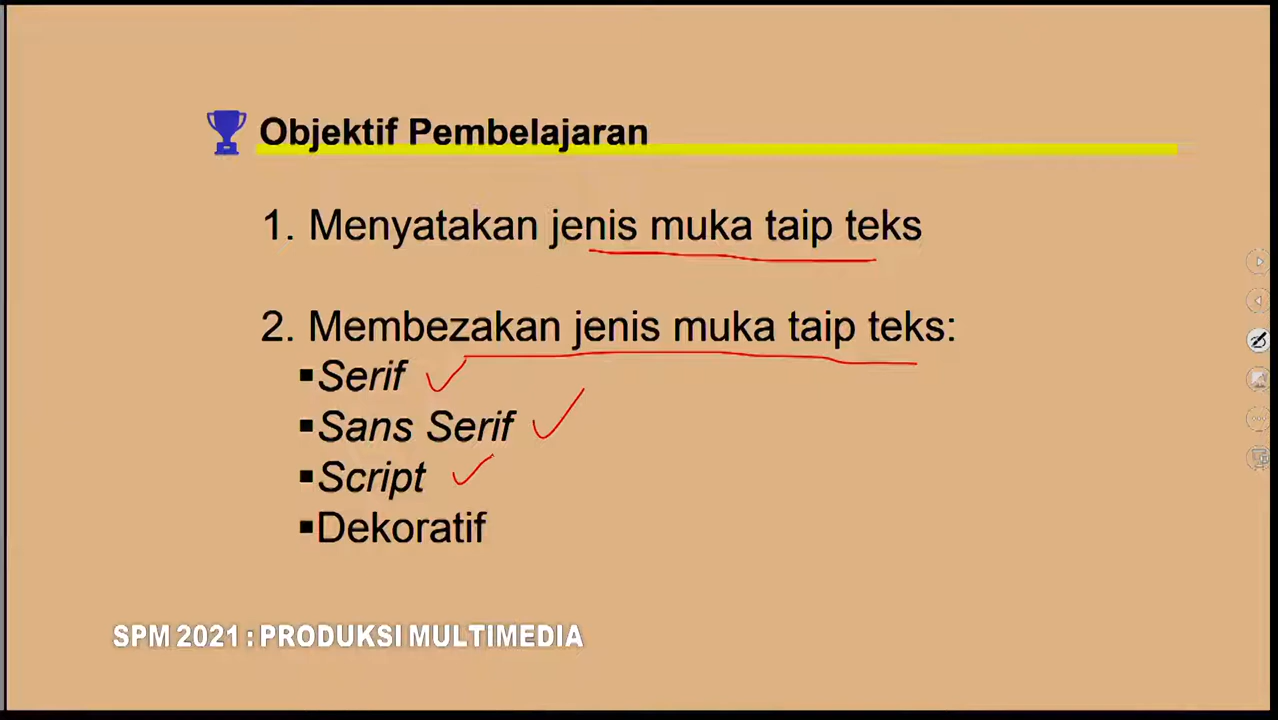 Objektif Pembelajaran
1. Menyatakan jenis muka taip teks
2. Membezakan jenis muka taip teks:
▪Serif
▪Sans Serif
▪Script
▪Dekoratif
SPM 2021 : PRODUKSI MULTIMEDIA